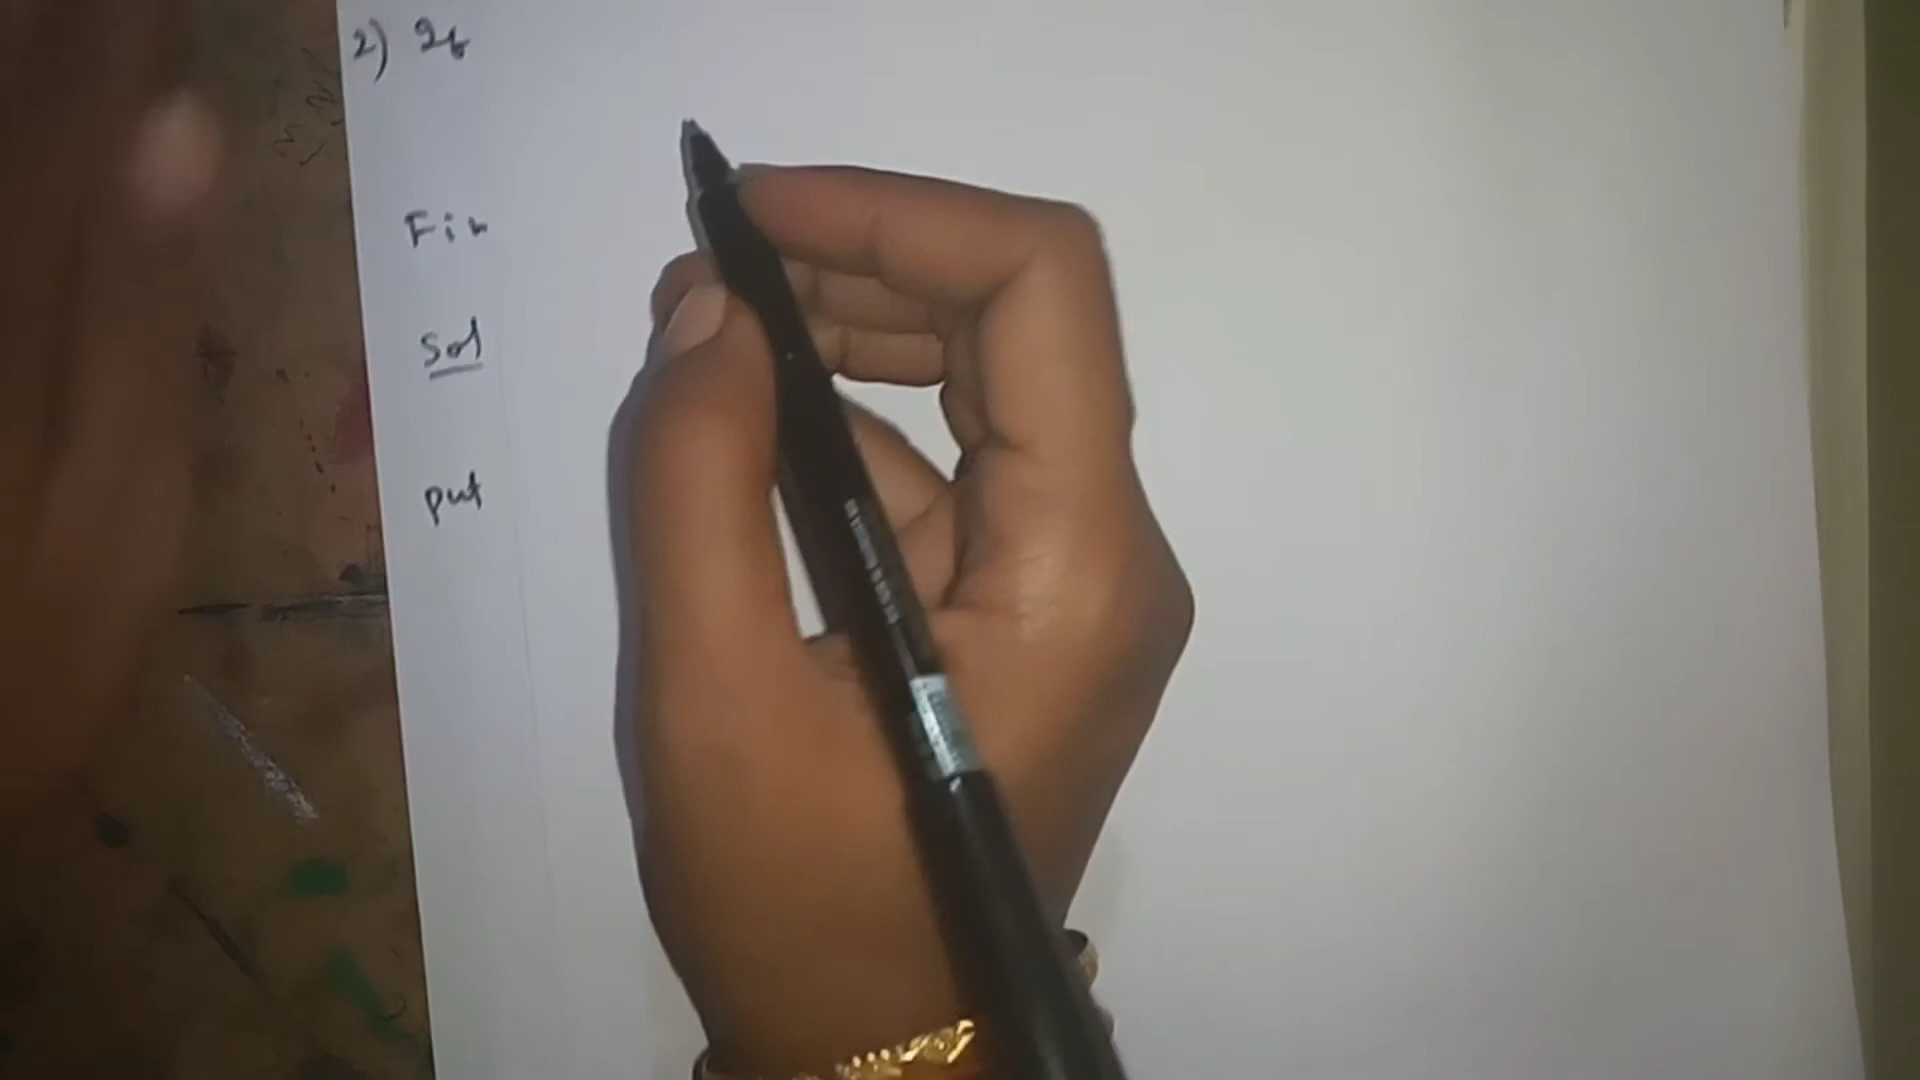 2) If
Fin
Sol
put